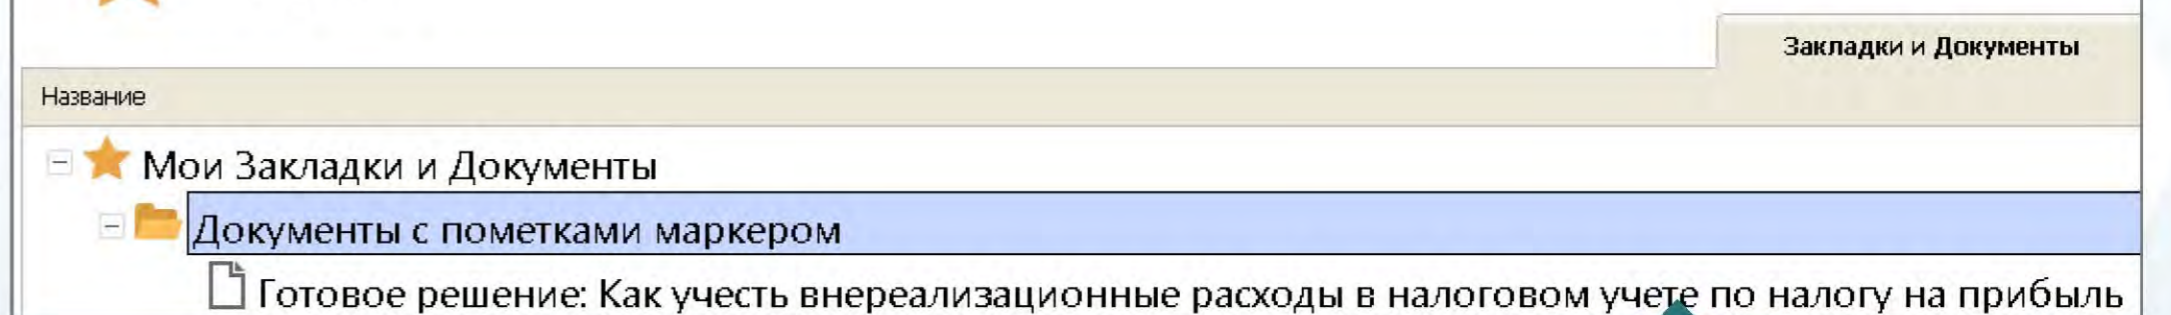 Закладки и Документы
Название
Мои Закладки и Документы
Документы с пометками маркером
Готовое решение: Как учесть внереализационные расходы в налоговом учете по налогу на прибыль